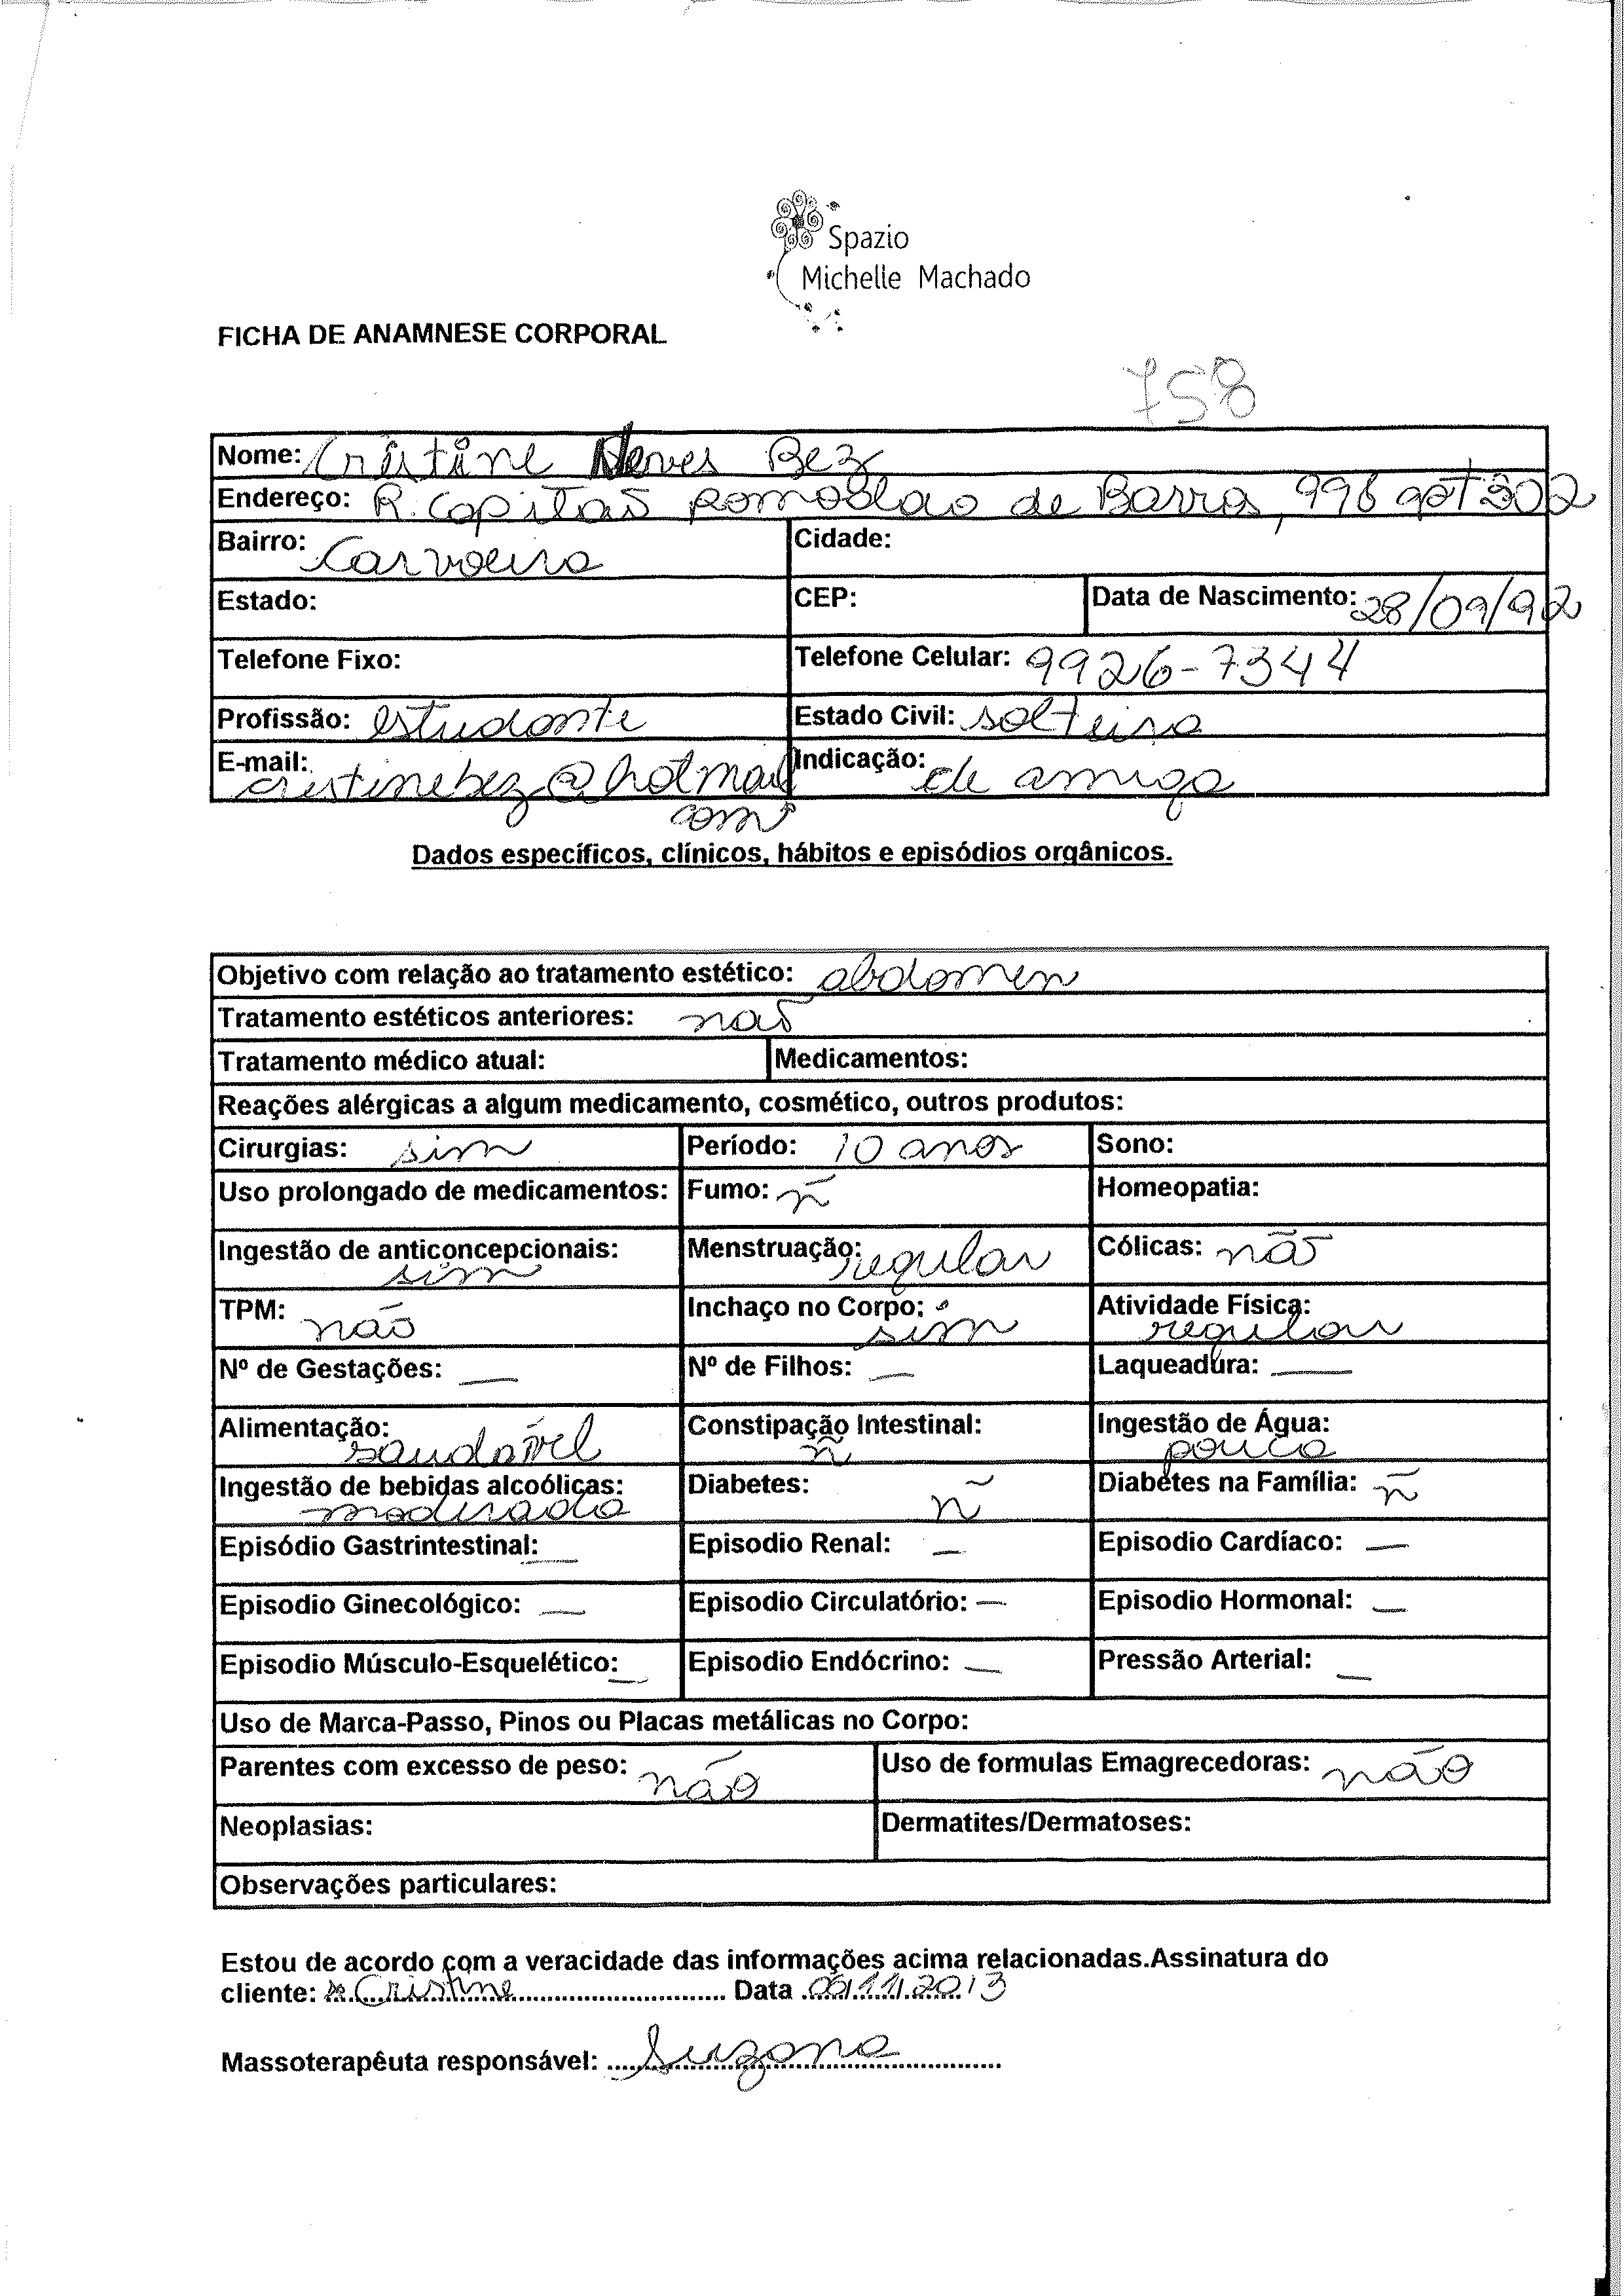 Spazio
Michelle Machado
FICHA DE ANAMNESE CORPORAL
758
Nome: Cristine Neves Bez
Endereço: R. Capitão Romoaldo de Barros, 996 apt 302
Bairro: Carvoeira Cidade:
Estado: CEP: Data de Nascimento: 28/09/92
Telefone Fixo: Telefone Celular: 9926-7344
Profissão: estudante Estado Civil: solteira
E-mail: cristinebez@hotmail Indicação: de amiga
com
Dados específicos, clínicos, hábitos e episódios orgânicos.
Objetivo com relação ao tratamento estético: abdomen
Tratamento estéticos anteriores: não
Tratamento médico atual: Medicamentos:
Reações alérgicas a algum medicamento, cosmético, outros produtos:
Cirurgias: sim Período: 10 anos Sono:
Uso prolongado de medicamentos: Fumo: ñ Homeopatia:
Ingestão de anticoncepcionais: sim Menstruação: regular Cólicas: não
TPM: não Inchaço no Corpo: sim Atividade Física: regular
Nº de Gestações: — Nº de Filhos: — Laqueadura: —
Alimentação: saudável Constipação Intestinal: ñ Ingestão de Água: pouca
Ingestão de bebidas alcoólicas: moderada Diabetes: ñ Diabetes na Família: ñ
Episódio Gastrintestinal: — Episodio Renal: — Episodio Cardíaco: —
Episodio Ginecológico: — Episodio Circulatório: — Episodio Hormonal: —
Episodio Músculo-Esquelético: — Episodio Endócrino: — Pressão Arterial: —
Uso de Marca-Passo, Pinos ou Placas metálicas no Corpo:
Parentes com excesso de peso: não Uso de formulas Emagrecedoras: não
Neoplasias: Dermatites/Dermatoses:
Observações particulares:
Estou de acordo com a veracidade das informações acima relacionadas.Assinatura do
cliente: x Cristine Data 06/11/2013
Massoterapêuta responsável: Suzana